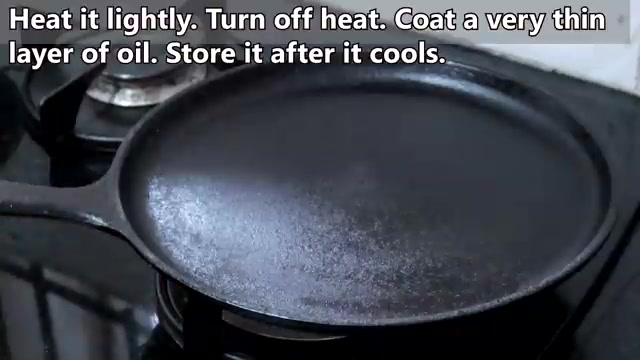 Heat it lightly. Turn off heat. Coat a very thin
layer of oil. Store it after it cools.